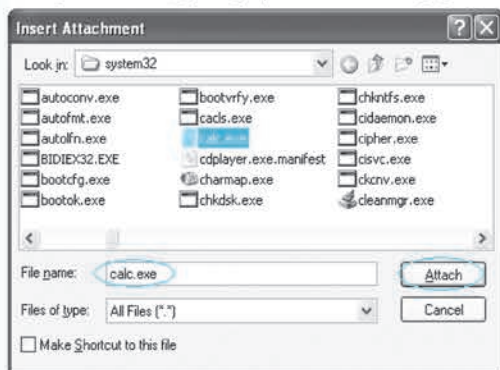 Insert Attachment
Look in: system32
autoconv.exe bootvrfy.exe chkntfs.exe
autofmt.exe cacls.exe cidaemon.exe
autolfn.exe calc.exe cipher.exe
BIDIEX32.EXE cdplayer.exe.manifest cisvc.exe
bootcfg.exe charmap.exe ckcnv.exe
bootok.exe chkdsk.exe cleanmgr.exe
File name: calc.exe Attach
Files of type: All Files (*.*) Cancel
Make Shortcut to this file